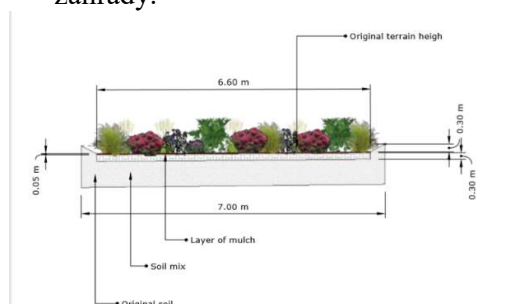 zahrady.
Original terrain heigh
6.60 m
0.30 m
0.05 m
0.30 m
7.00 m
Layer of mulch
Soil mix
Original soil